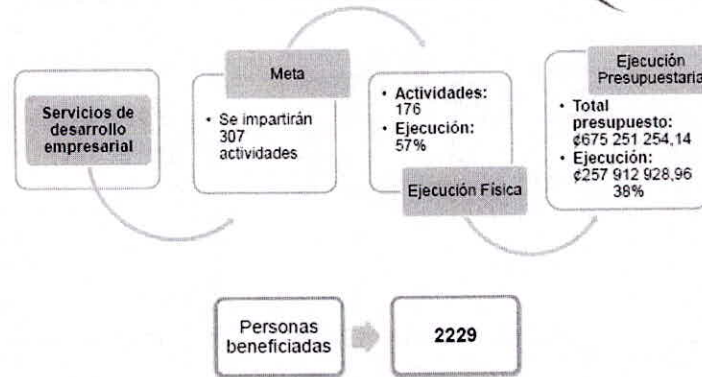 Servicios de
desarrollo
empresarial
Meta
• Se impartirán
307
actividades
• Actividades:
176
• Ejecución:
57%
Ejecución Física
Ejecución
Presupuestaria
• Total
presupuesto:
₡675 251 254,14
• Ejecución:
₡257 912 928,96
38%
Personas
beneficiadas
2229